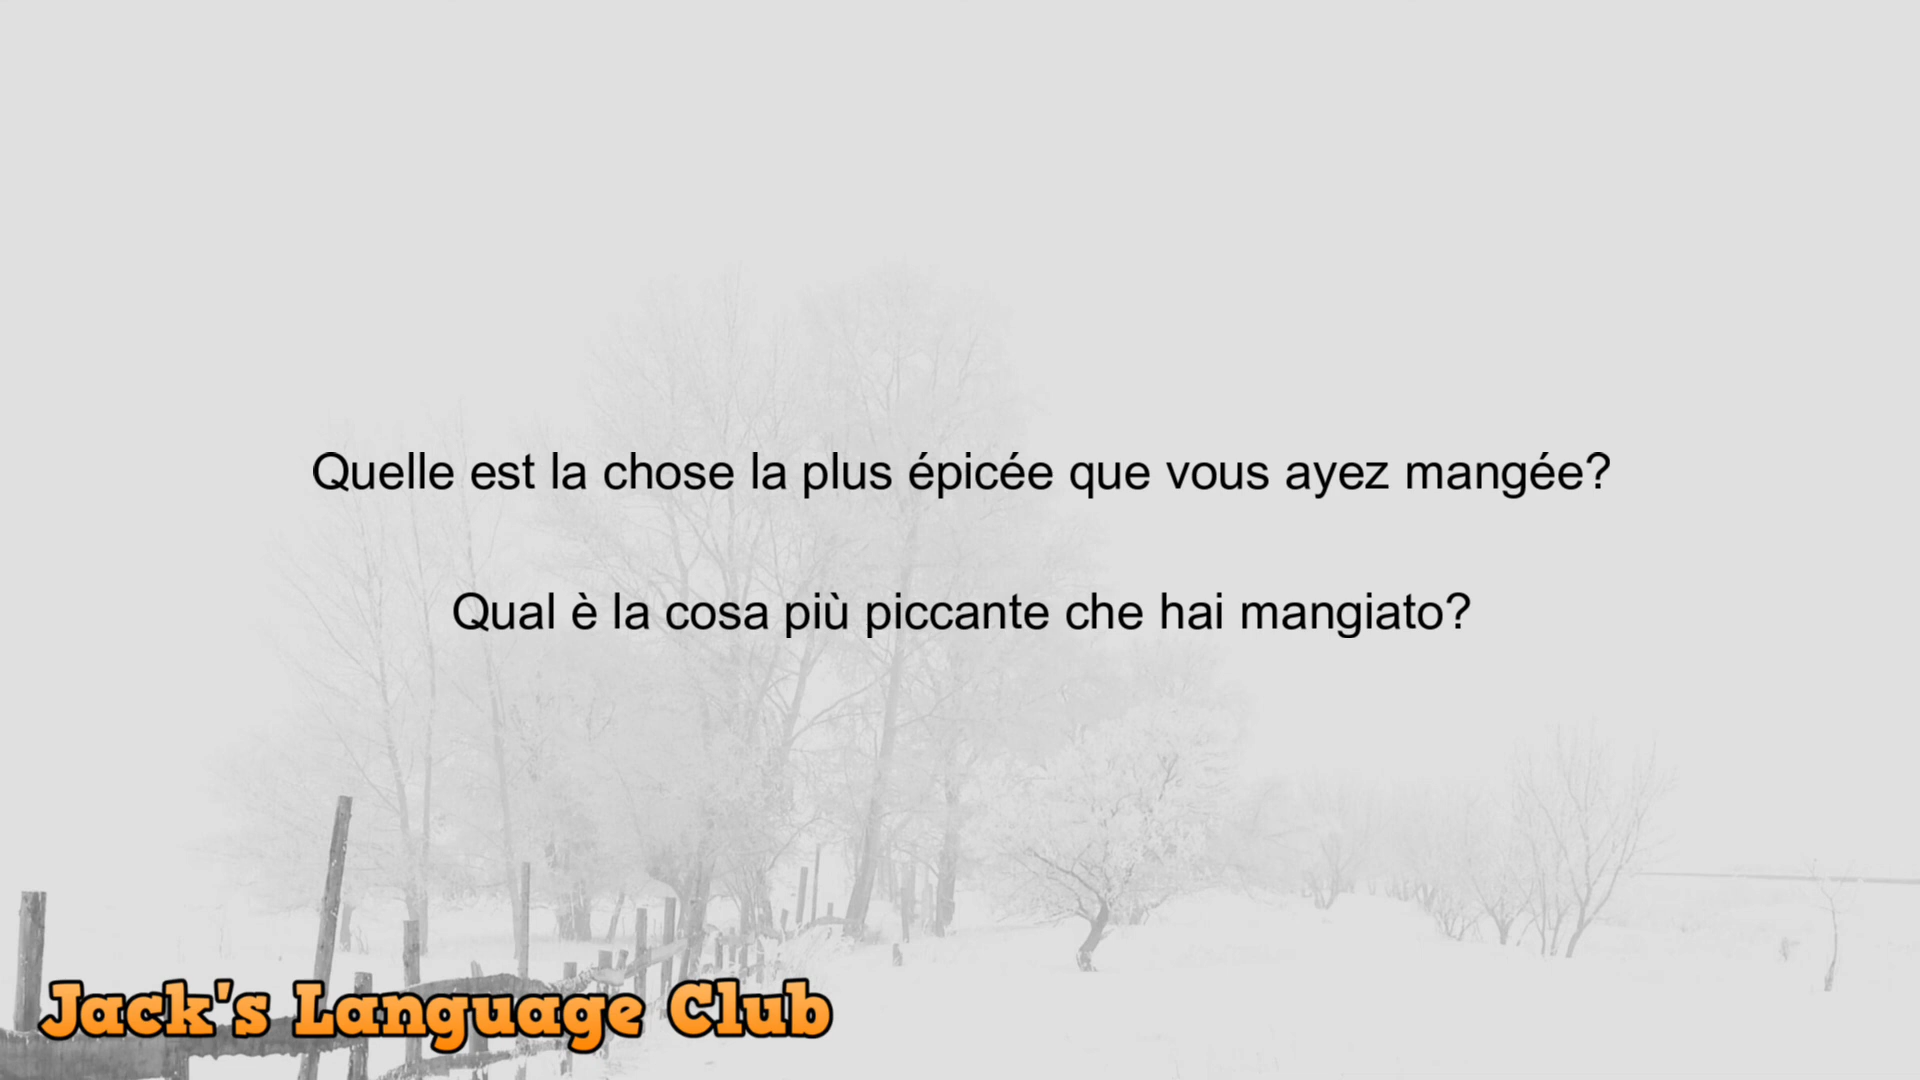 Quelle est la chose la plus épicée que vous ayez mangée?
Qual è la cosa più piccante che hai mangiato?
Jack's Language Club